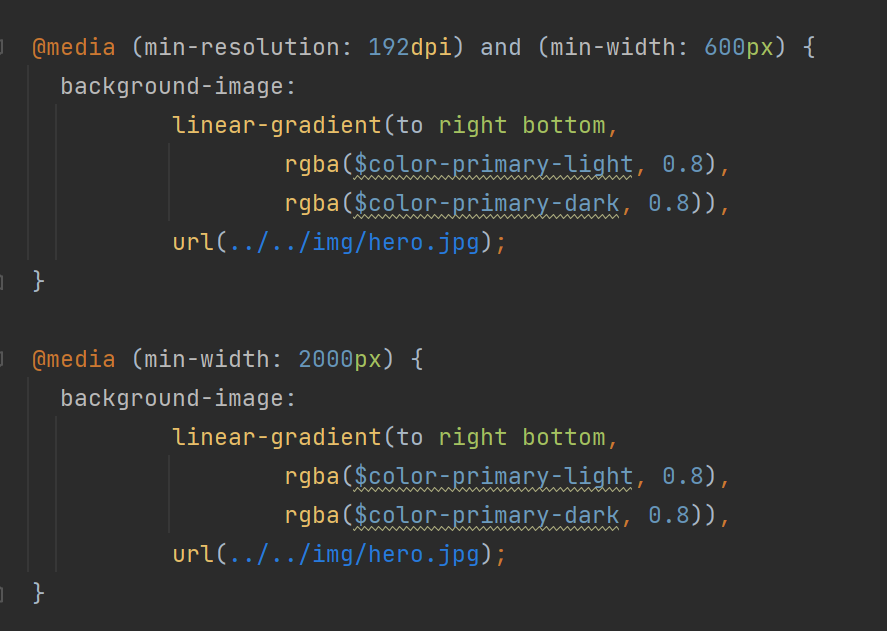 @media (min-resolution: 192dpi) and (min-width: 600px) {
background-image:
linear-gradient(to right bottom,
rgba($color-primary-light, 0.8),
rgba($color-primary-dark, 0.8)),
url(../../img/hero.jpg);
}
@media (min-width: 2000px) {
background-image:
linear-gradient(to right bottom,
rgba($color-primary-light, 0.8),
rgba($color-primary-dark, 0.8)),
url(../../img/hero.jpg);
}